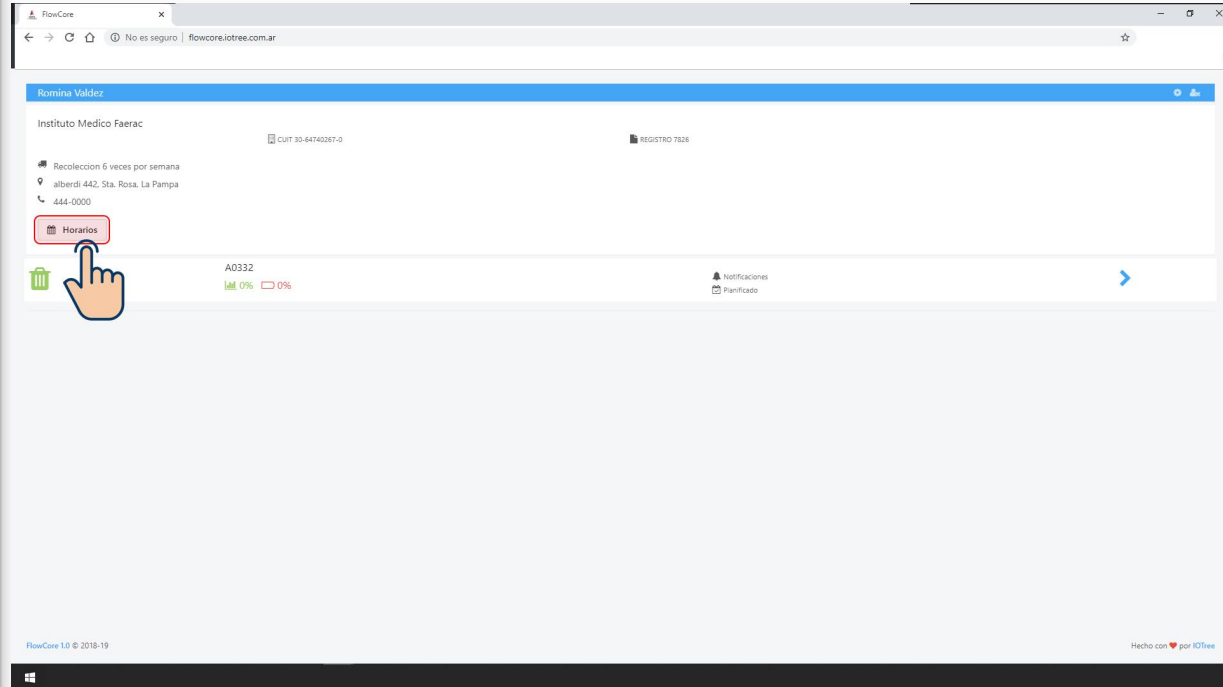 FlowCore
No es seguro | flowcore.iotree.com.ar
Romina Valdez
Instituto Medico Faerac
CUIT 30-64740267-0
REGISTRO 7826
Recoleccion 6 veces por semana
alberdi 442, Sta. Rosa, La Pampa
444-0000
Horarios
A0332
0% 0%
Notificaciones
Planificado
FlowCore 1.0 © 2018-19
Hecho con ❤ por IOTree